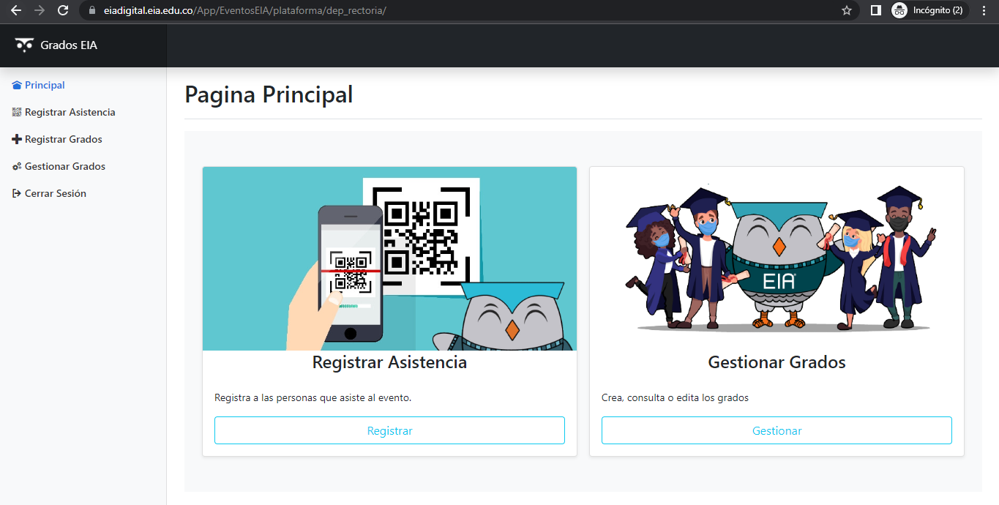 eiadigital.eia.edu.co/App/EventosEIA/plataforma/dep_rectoria/
Incógnito (2)
Grados EIA
Principal
Registrar Asistencia
Registrar Grados
Gestionar Grados
Cerrar Sesión
Pagina Principal
EIA
Registrar Asistencia
Gestionar Grados
Registra a las personas que asiste al evento.
Crea, consulta o edita los grados
Registrar
Gestionar